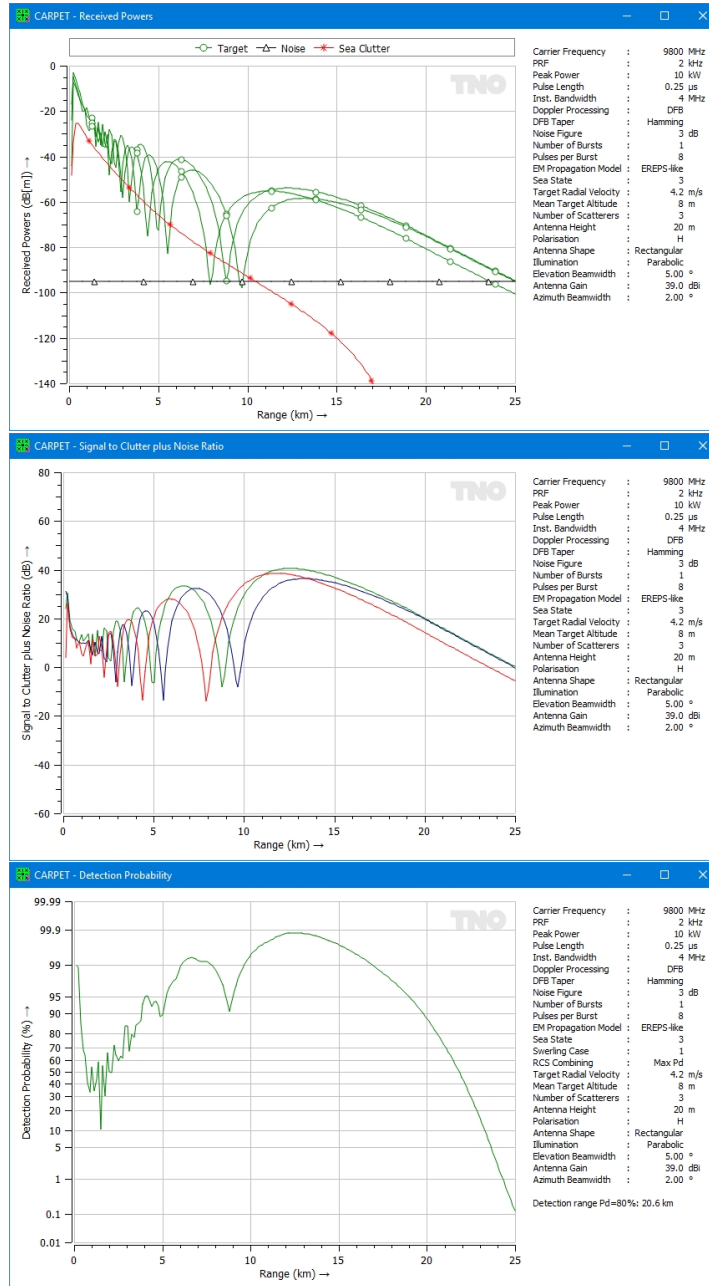 CARPET - Received Powers
Target Noise Sea Clutter
TNO
Received Powers (dB[m]) →
0
-20
-40
-60
-80
-100
-120
-140
0 5 10 15 20 25
Range (km) →
Carrier Frequency : 9800 MHz
PRF : 2 kHz
Peak Power : 10 kW
Pulse Length : 0.25 µs
Inst. Bandwidth : 4 MHz
Doppler Processing : DFB
DFB Taper : Hamming
Noise Figure : 3 dB
Number of Bursts : 1
Pulses per Burst : 8
EM Propagation Model : EREPS-like
Sea State : 3
Target Radial Velocity : 4.2 m/s
Mean Target Altitude : 8 m
Number of Scatterers : 3
Antenna Height : 20 m
Polarisation : H
Antenna Shape : Rectangular
Illumination : Parabolic
Elevation Beamwidth : 5.00 °
Antenna Gain : 39.0 dBi
Azimuth Beamwidth : 2.00 °
CARPET - Signal to Clutter plus Noise Ratio
TNO
Signal to Clutter plus Noise Ratio (dB) →
80
60
40
20
0
-20
-40
-60
0 5 10 15 20 25
Range (km) →
Carrier Frequency : 9800 MHz
PRF : 2 kHz
Peak Power : 10 kW
Pulse Length : 0.25 µs
Inst. Bandwidth : 4 MHz
Doppler Processing : DFB
DFB Taper : Hamming
Noise Figure : 3 dB
Number of Bursts : 1
Pulses per Burst : 8
EM Propagation Model : EREPS-like
Sea State : 3
Target Radial Velocity : 4.2 m/s
Mean Target Altitude : 8 m
Number of Scatterers : 3
Antenna Height : 20 m
Polarisation : H
Antenna Shape : Rectangular
Illumination : Parabolic
Elevation Beamwidth : 5.00 °
Antenna Gain : 39.0 dBi
Azimuth Beamwidth : 2.00 °
CARPET - Detection Probability
TNO
Detection Probability (%) →
99.99
99.9
99
95
90
80
70
60
50
40
30
20
10
5
1
0.1
0.01
0 5 10 15 20 25
Range (km) →
Carrier Frequency : 9800 MHz
PRF : 2 kHz
Peak Power : 10 kW
Pulse Length : 0.25 µs
Inst. Bandwidth : 4 MHz
Doppler Processing : DFB
DFB Taper : Hamming
Noise Figure : 3 dB
Number of Bursts : 1
Pulses per Burst : 8
EM Propagation Model : EREPS-like
Sea State : 3
Swerling Case : 1
RCS Combining : Max Pd
Target Radial Velocity : 4.2 m/s
Mean Target Altitude : 8 m
Number of Scatterers : 3
Antenna Height : 20 m
Polarisation : H
Antenna Shape : Rectangular
Illumination : Parabolic
Elevation Beamwidth : 5.00 °
Antenna Gain : 39.0 dBi
Azimuth Beamwidth : 2.00 °
Detection range Pd=80%: 20.6 km